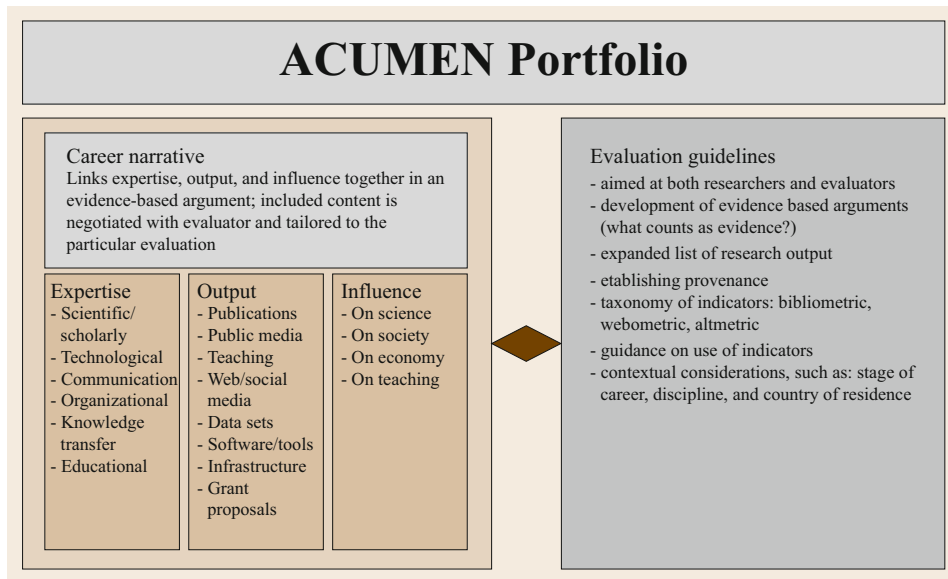 ACUMEN Portfolio
Career narrative
Links expertise, output, and influence together in an
evidence-based argument; included content is
negotiated with evaluator and tailored to the
particular evaluation
Expertise
- Scientific/
scholarly
- Technological
- Communication
- Organizational
- Knowledge
transfer
- Educational
Output
- Publications
- Public media
- Teaching
- Web/social
media
- Data sets
- Software/tools
- Infrastructure
- Grant
proposals
Influence
- On science
- On society
- On economy
- On teaching
Evaluation guidelines
- aimed at both researchers and evaluators
- development of evidence based arguments
(what counts as evidence?)
- expanded list of research output
- etablishing provenance
- taxonomy of indicators: bibliometric,
webometric, altmetric
- guidance on use of indicators
- contextual considerations, such as: stage of
career, discipline, and country of residence